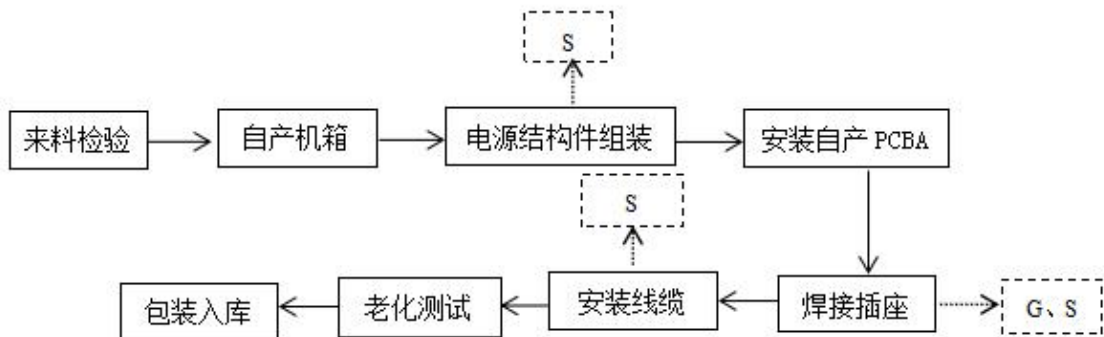 S
来料检验
自产机箱
电源结构件组装
安装自产 PCBA
S
包装入库
老化测试
安装线缆
焊接插座
G、S